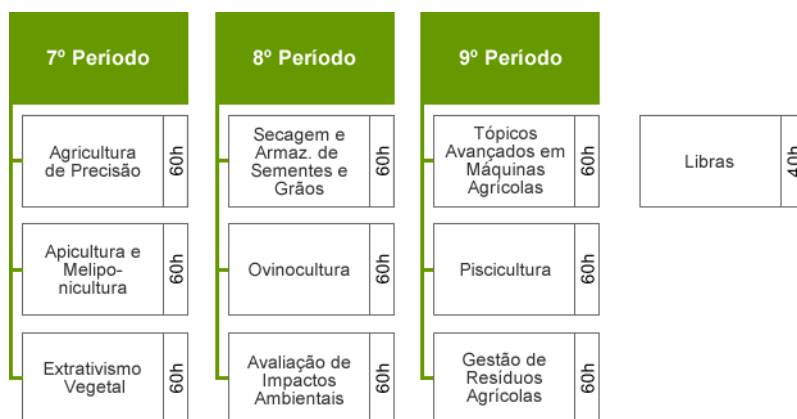 7º Período
Agricultura
de Precisão
60h
Apicultura e
Melipo-
nicultura
60h
Extrativismo
Vegetal
60h
8º Período
Secagem e
Armaz. de
Sementes e
Grãos
60h
Ovinocultura
60h
Avaliação de
Impactos
Ambientais
60h
9º Período
Tópicos
Avançados em
Máquinas
Agrícolas
60h
Piscicultura
60h
Gestão de
Resíduos
Agrícolas
60h
Libras
40h